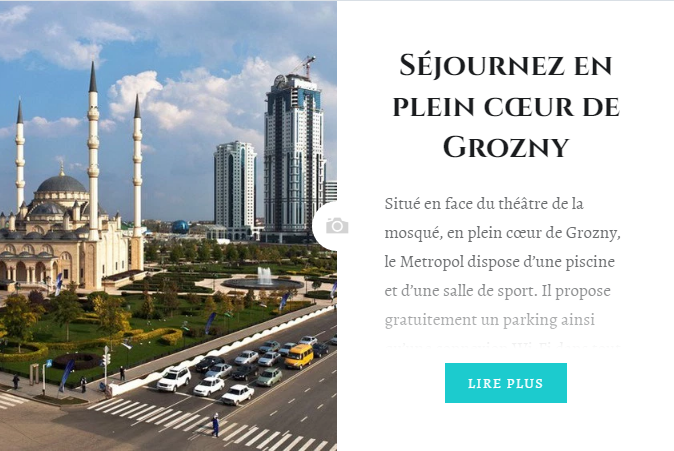 Séjournez en
plein cœur de
Grozny
Situé en face du théâtre de la
mosqué, en plein cœur de Grozny,
le Metropol dispose d’une piscine
et d’une salle de sport. Il propose
gratuitement un parking ainsi
LIRE PLUS